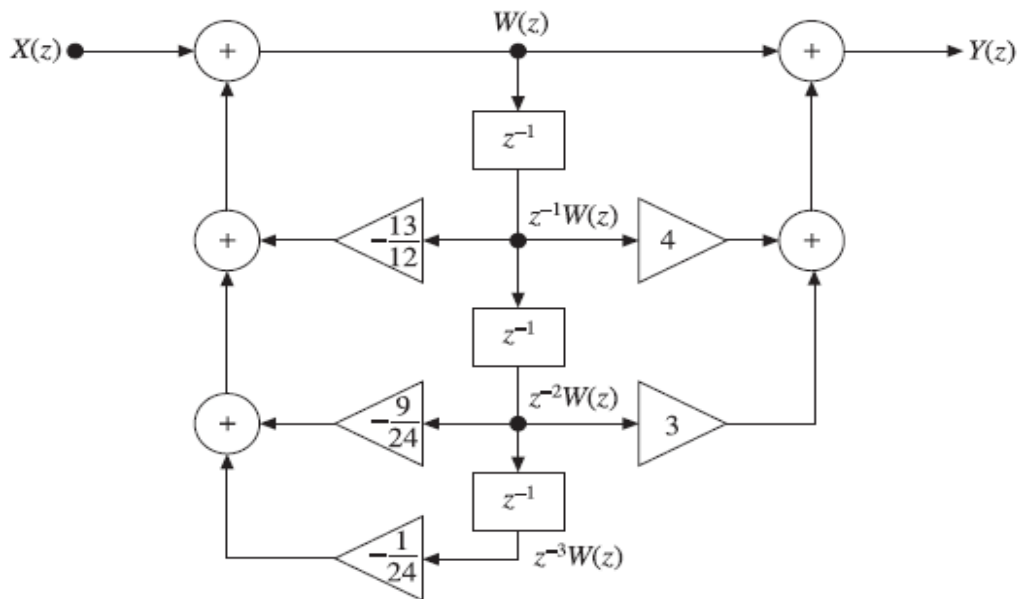 W(z)
X(z) + + Y(z)
z⁻¹
z⁻¹W(z)
+ −13/12 4 +
z⁻¹
z⁻²W(z)
+ −9/24 3
z⁻¹
−1/24 z⁻³W(z)